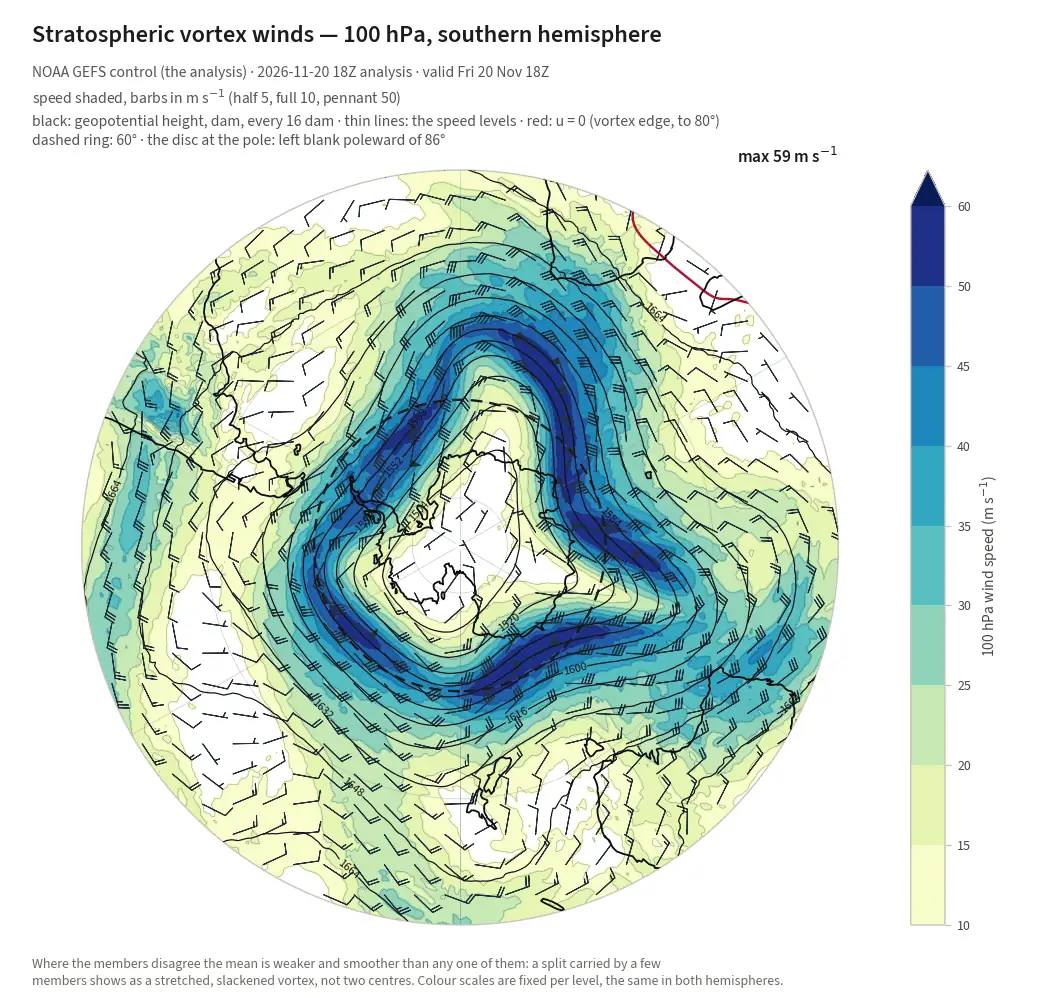 Stratospheric vortex winds — 100 hPa, southern hemisphere
NOAA GEFS control (the analysis) · 2026-11-20 18Z analysis · valid Fri 20 Nov 18Z
speed shaded, barbs in m s⁻¹ (half 5, full 10, pennant 50)
black: geopotential height, dam, every 16 dam · thin lines: the speed levels · red: u = 0 (vortex edge, to 80°)
dashed ring: 60° · the disc at the pole: left blank poleward of 86°
max 59 m s⁻¹
60
50
45
40
35
30
25
20
15
10
100 hPa wind speed (m s⁻¹)
1664
1664
1552
1584
1520
1600
1616
1632
1648
1664
Where the members disagree the mean is weaker and smoother than any one of them: a split carried by a few
members shows as a stretched, slackened vortex, not two centres. Colour scales are fixed per level, the same in both hemispheres.